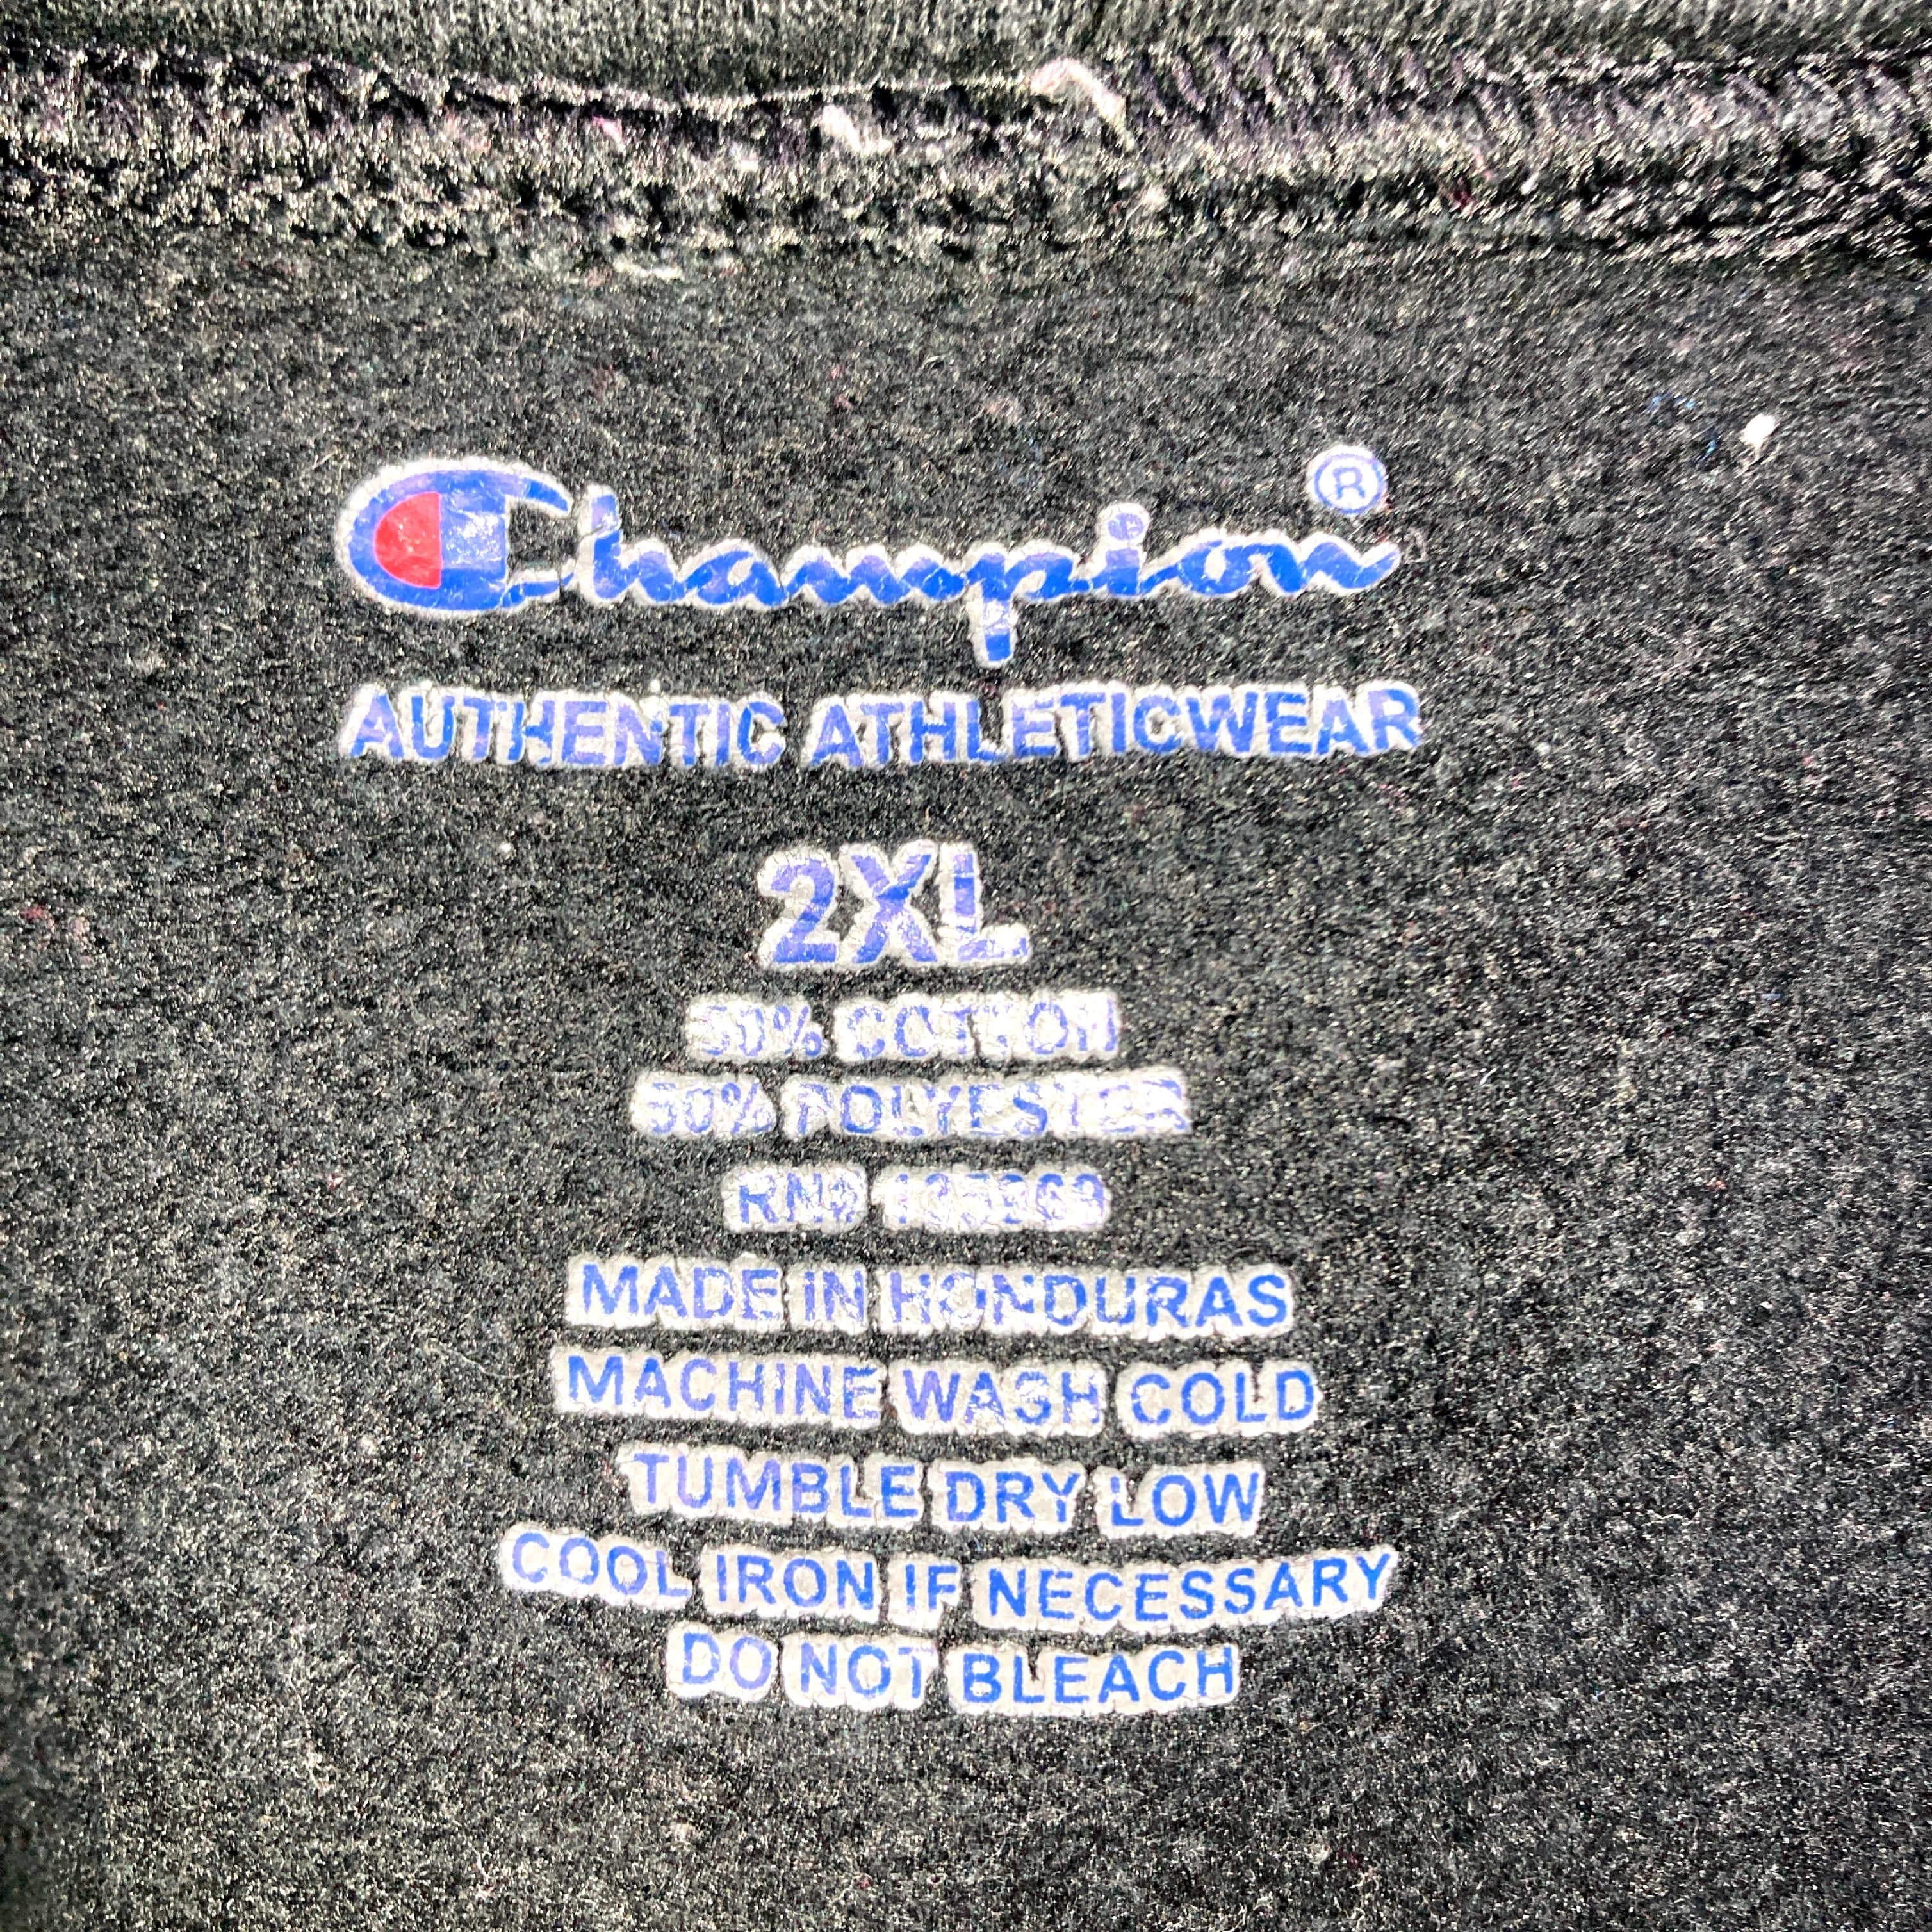 Champion®
AUTHENTIC ATHLETICWEAR
2XL
50% COTTON
50% POLYESTER
RN#
MADE IN HONDURAS
MACHINE WASH COLD
TUMBLE DRY LOW
COOL IRON IF NECESSARY
DO NOT BLEACH